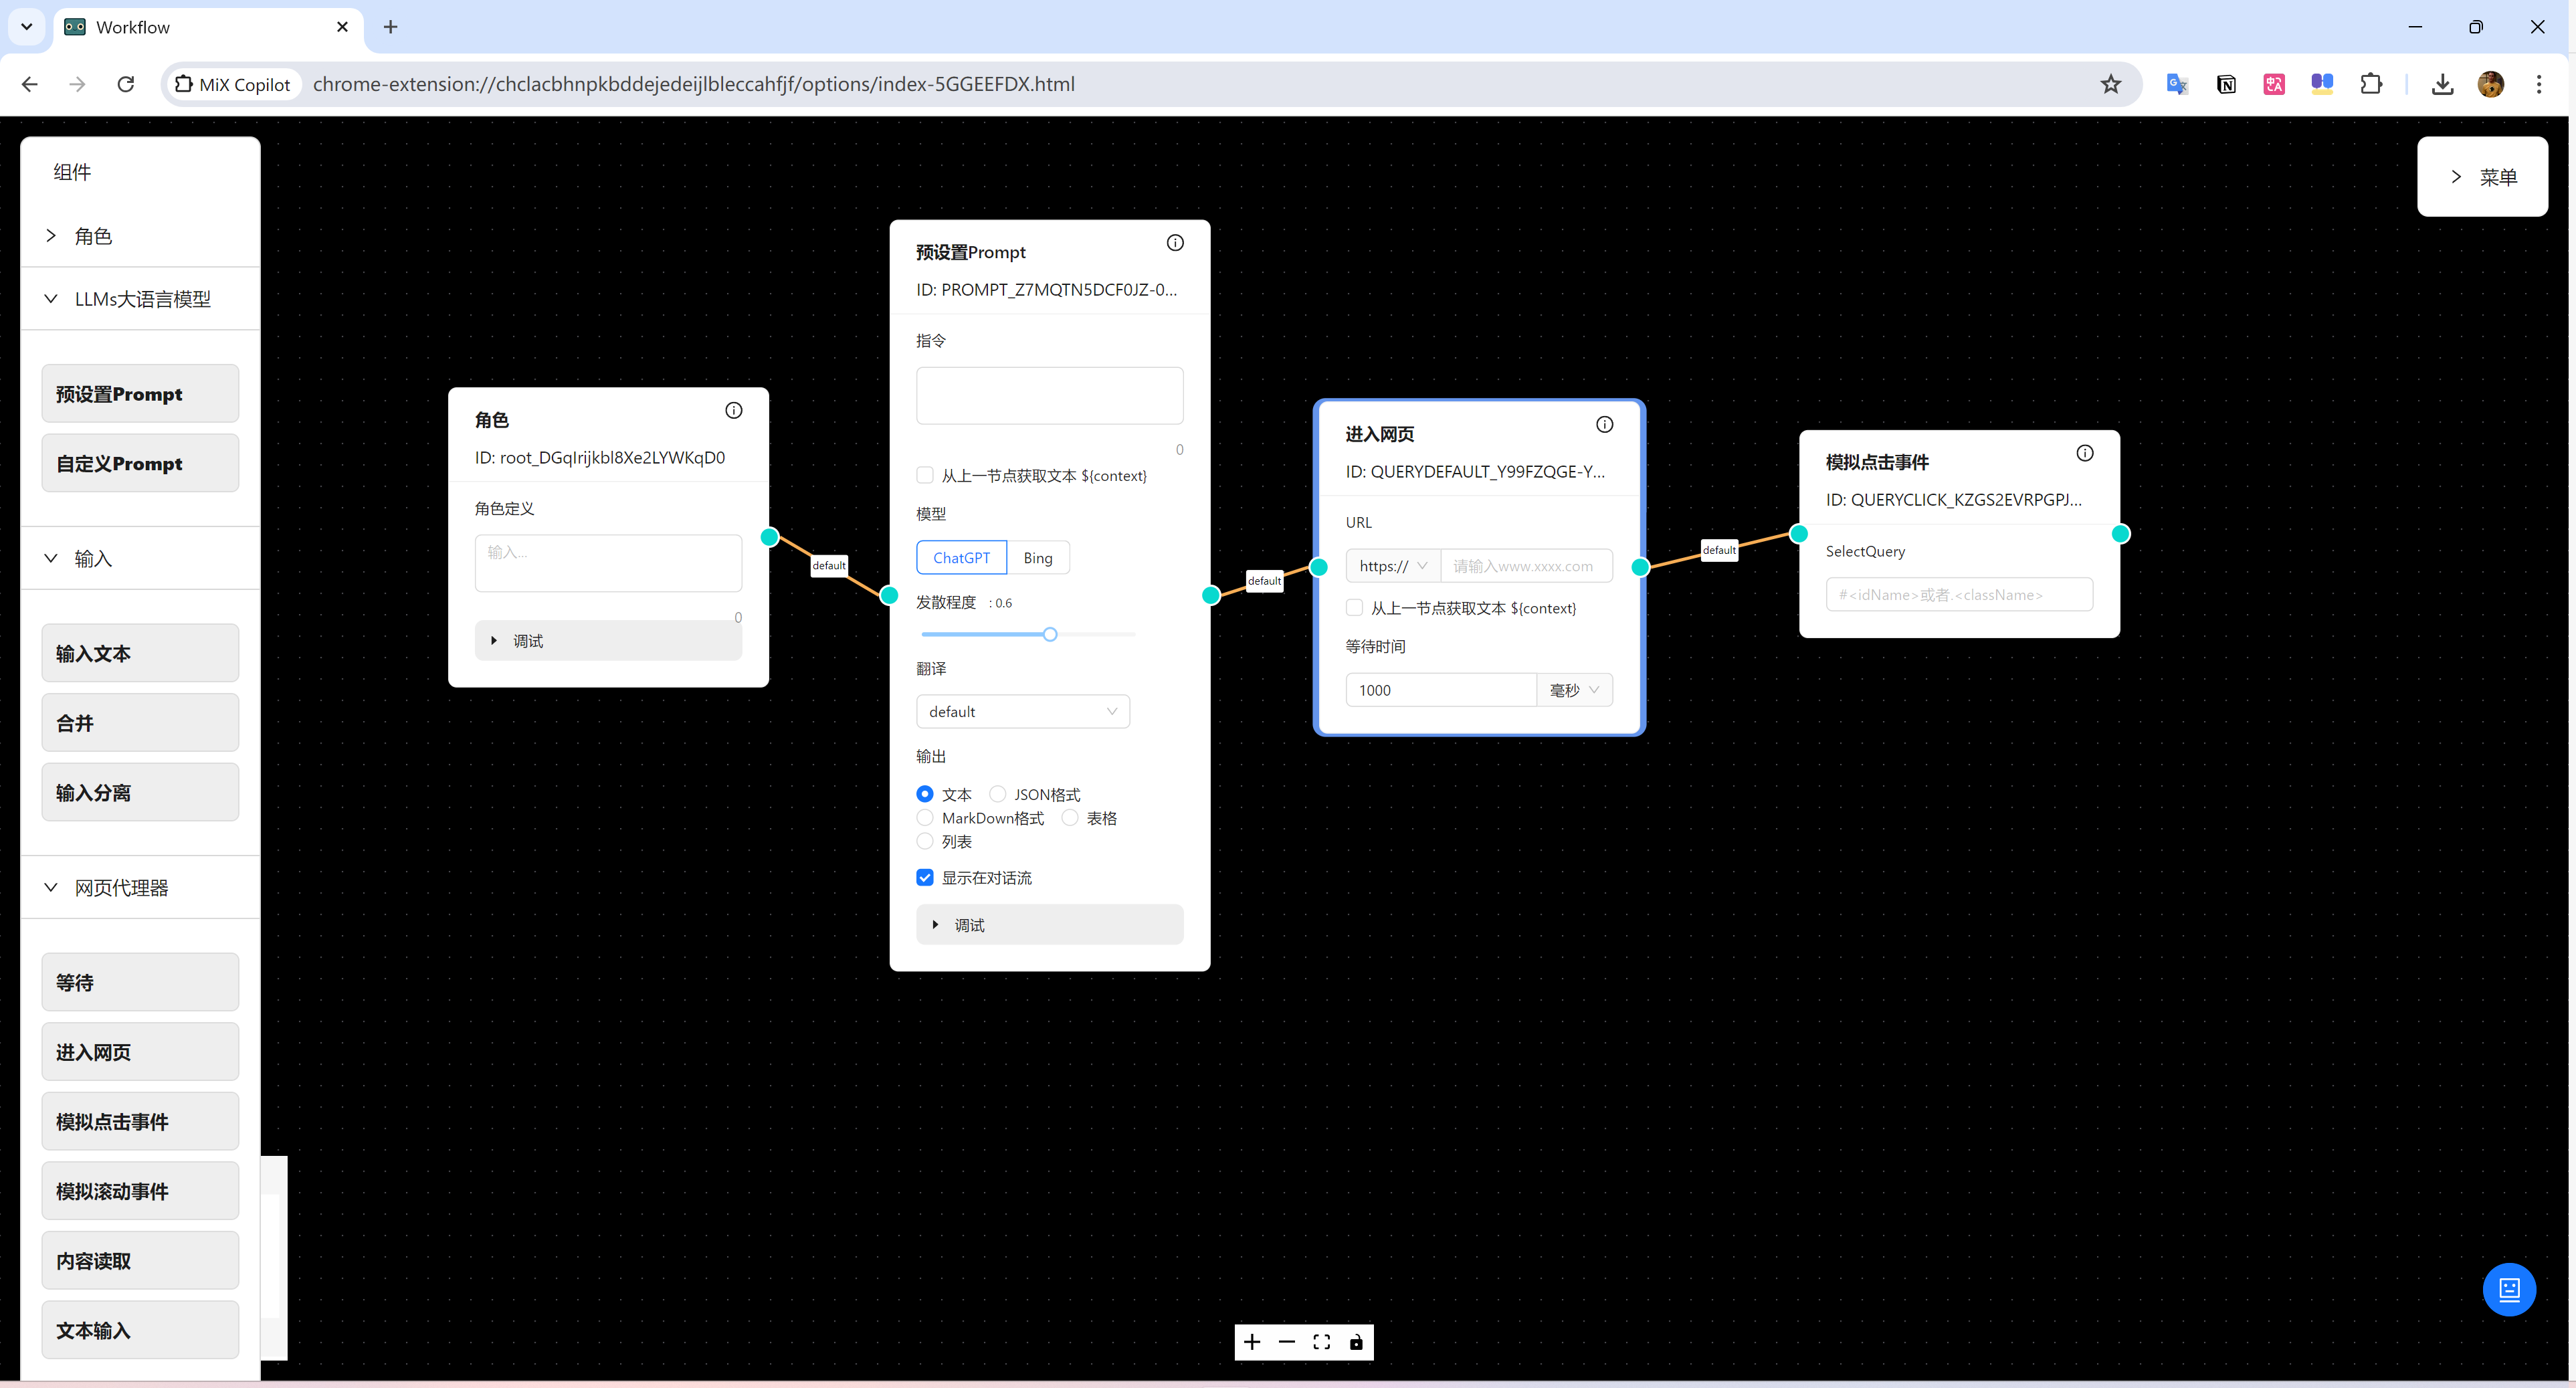 Workflow
MiX Copilot
chrome-extension://chclacbhnpkbddejedeijlbleccahfjf/options/index-5GGEEFDX.html
组件
角色
LLMs大语言模型
预设置Prompt
自定义Prompt
输入
输入文本
合并
输入分离
网页代理器
等待
进入网页
模拟点击事件
模拟滚动事件
内容读取
文本输入
角色
ID: root_DGqIrijkbl8Xe2LYWKqD0
角色定义
输入...
0
调试
default
预设置Prompt
ID: PROMPT_Z7MQTN5DCF0JZ-0...
指令
0
从上一节点获取文本 ${context}
模型
ChatGPT
Bing
发散程度 : 0.6
翻译
default
输出
文本 JSON格式
MarkDown格式 表格
列表
显示在对话流
调试
default
进入网页
ID: QUERYDEFAULT_Y99FZQGE-Y...
URL
https:// 请输入www.xxxx.com
从上一节点获取文本 ${context}
等待时间
1000 毫秒
default
模拟点击事件
ID: QUERYCLICK_KZGS2EVRPGPJ...
SelectQuery
#<idName>或者.<className>
菜单